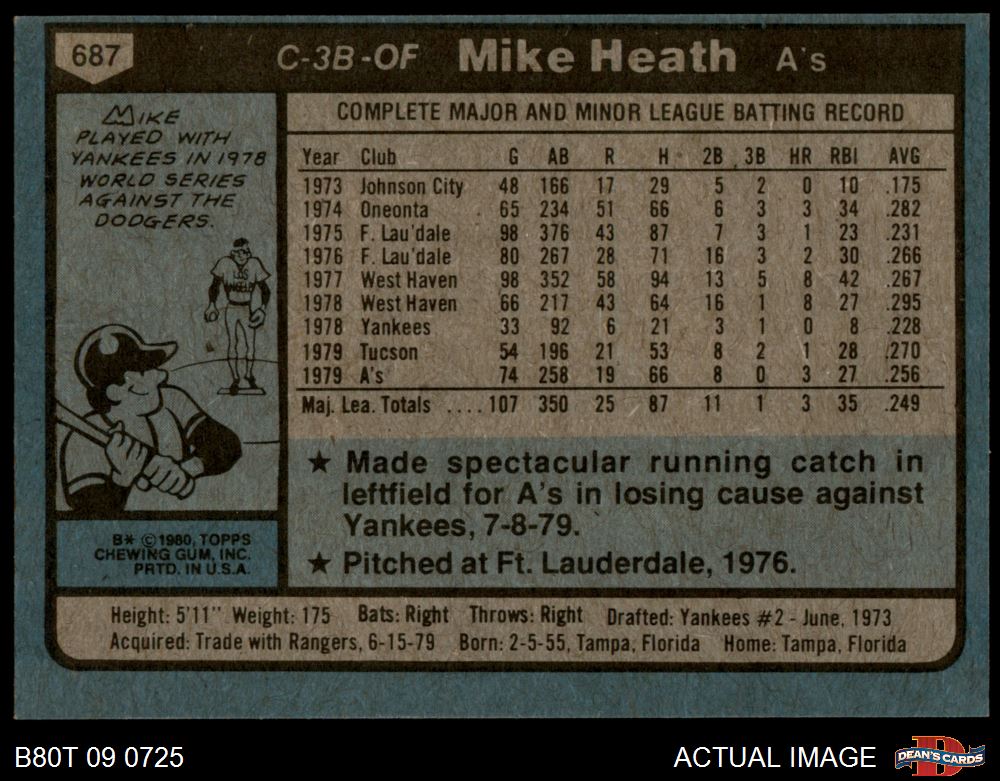 687 C-3B-OF Mike Heath A's
MIKE
PLAYED WITH
YANKEES IN 1978
WORLD SERIES
AGAINST THE
DODGERS.
LOS
ANGELES
B* ©1980, TOPPS
CHEWING GUM, INC.
PRTD. IN U.S.A.
COMPLETE MAJOR AND MINOR LEAGUE BATTING RECORD
Year Club G AB R H 2B 3B HR RBI AVG
1973 Johnson City 48 166 17 29 5 2 0 10 .175
1974 Oneonta 65 234 51 66 6 3 3 34 .282
1975 F. Lau'dale 98 376 43 87 7 3 1 23 .231
1976 F. Lau'dale 80 267 28 71 16 3 2 30 .266
1977 West Haven 98 352 58 94 13 5 8 42 .267
1978 West Haven 66 217 43 64 16 1 8 27 .295
1978 Yankees 33 92 6 21 3 1 0 8 .228
1979 Tucson 54 196 21 53 8 2 1 28 .270
1979 A's 74 258 19 66 8 0 3 27 .256
Maj. Lea. Totals ....107 350 25 87 11 1 3 35 .249
★ Made spectacular running catch in
leftfield for A's in losing cause against
Yankees, 7-8-79.
★ Pitched at Ft. Lauderdale, 1976.
Height: 5'11" Weight: 175 Bats: Right Throws: Right Drafted: Yankees #2 - June, 1973
Acquired: Trade with Rangers, 6-15-79 Born: 2-5-55, Tampa, Florida Home: Tampa, Florida
B80T 09 0725 ACTUAL IMAGE D DEAN'S CARDS